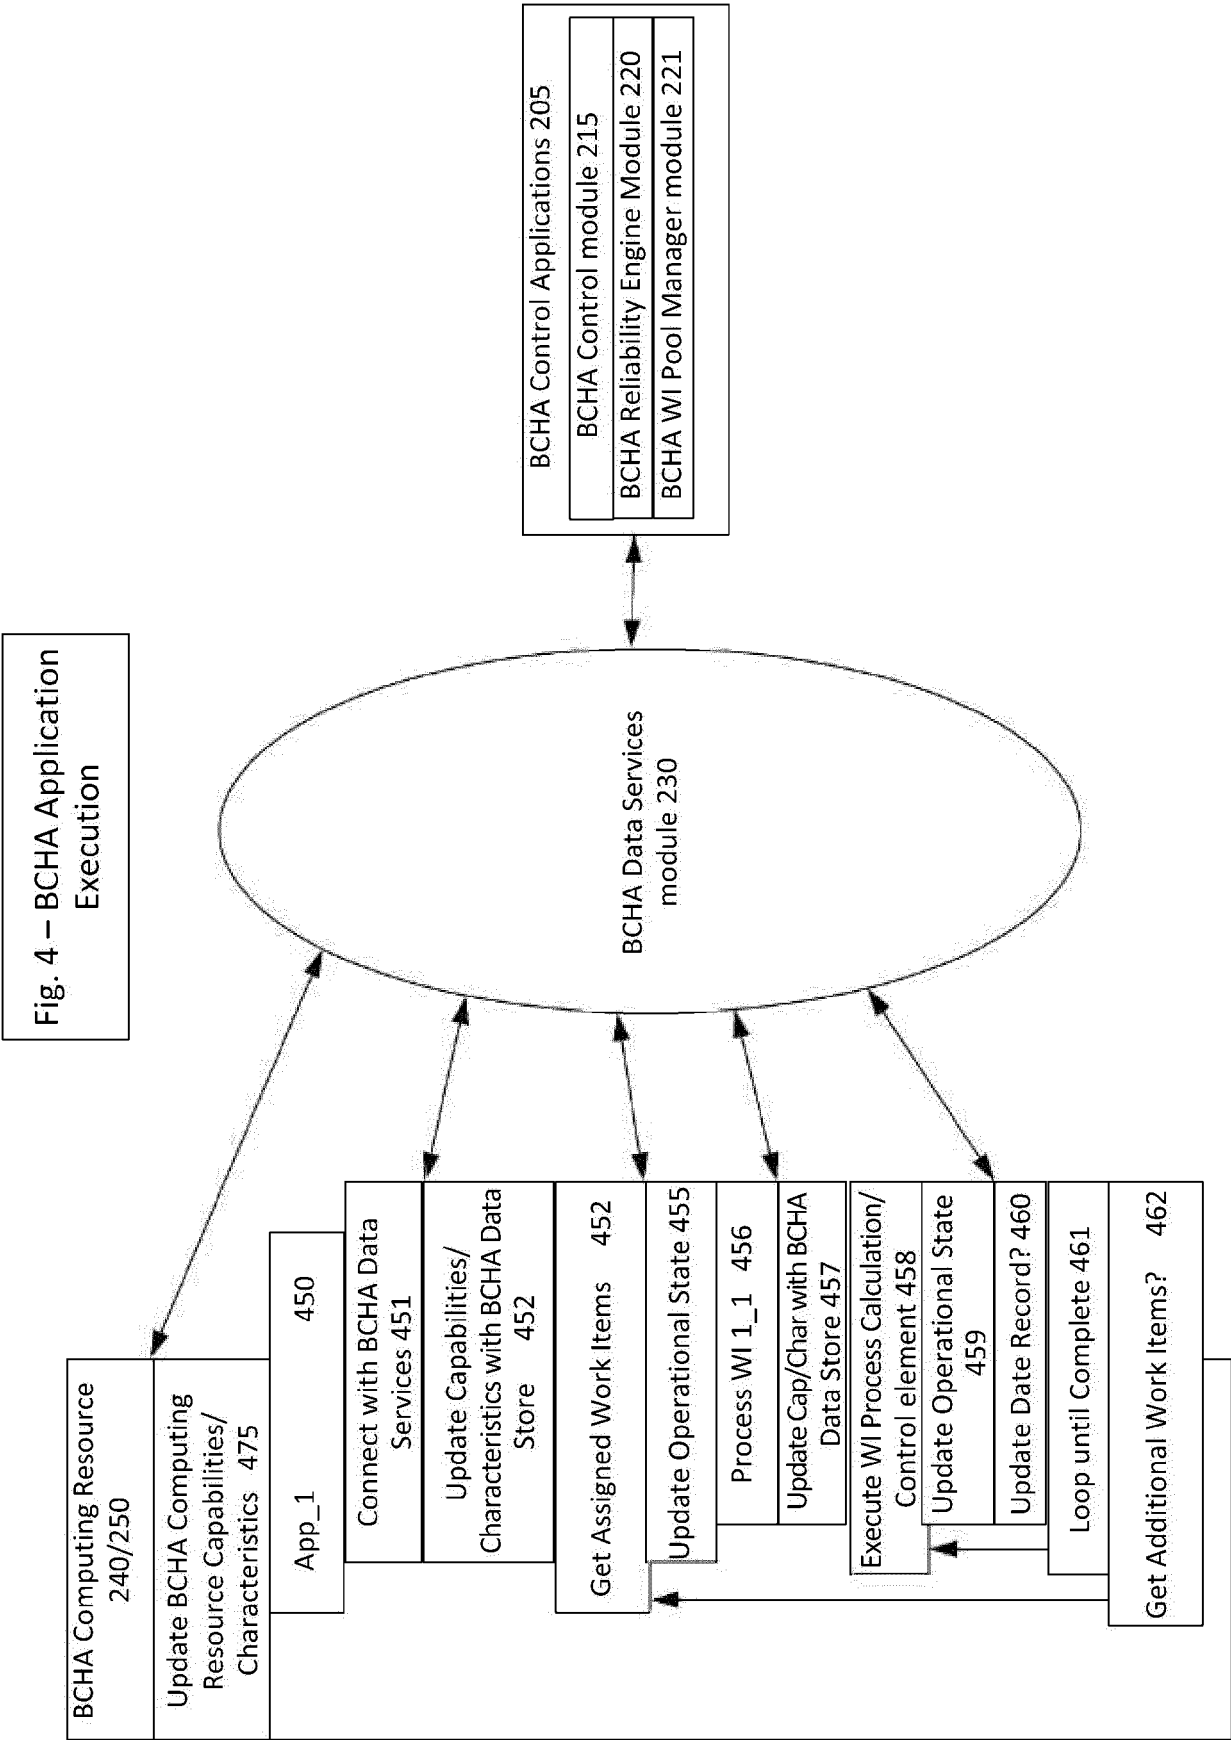 Fig. 4 – BCHA Application
Execution
BCHA Computing Resource
240/250
Update BCHA Computing
Resource Capabilities/
Characteristics 475
App_1 450
Connect with BCHA Data
Services 451
Update Capabilities/
Characteristics with BCHA Data
Store 452
Get Assigned Work Items 452
Update Operational State 455
Process WI 1_1 456
Update Cap/Char with BCHA
Data Store 457
Execute WI Process Calculation/
Control element 458
Update Operational State
459
Update Date Record? 460
Loop until Complete 461
Get Additional Work Items? 462
BCHA Data Services
module 230
BCHA Control Applications 205
BCHA Control module 215
BCHA Reliability Engine Module 220
BCHA WI Pool Manager module 221